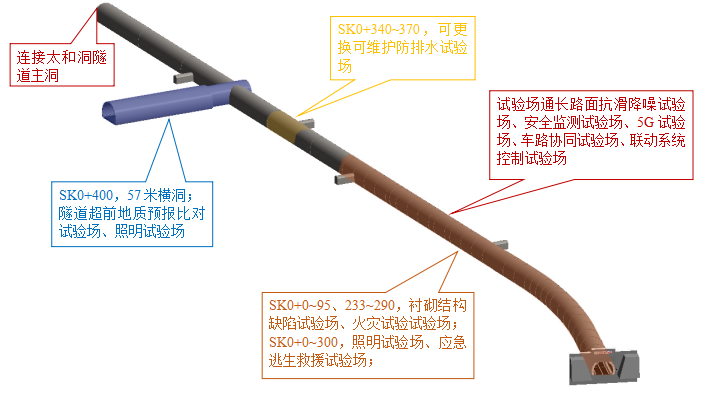 连接太和洞隧
道主洞
SK0+340~370，可更
换可维护防排水试验
场
试验场通长路面抗滑降噪试验
场、安全监测试验场、5G 试验
场、车路协同试验场、联动系统
控制试验场
SK0+400，57 米横洞；
隧道超前地质预报比对
试验场、照明试验场
SK0+0~95、233~290，衬砌结构
缺陷试验场、火灾试验试验场；
SK0+0~300，照明试验场、应急
逃生救援试验场；